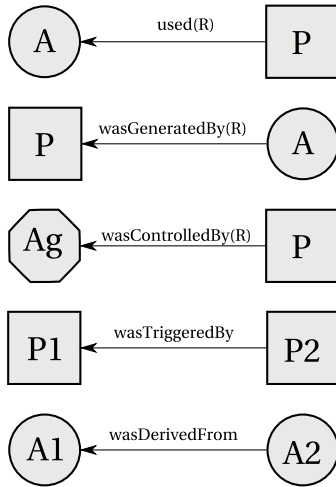 A used(R) P
P wasGeneratedBy(R) A
Ag wasControlledBy(R) P
P1 wasTriggeredBy P2
A1 wasDerivedFrom A2